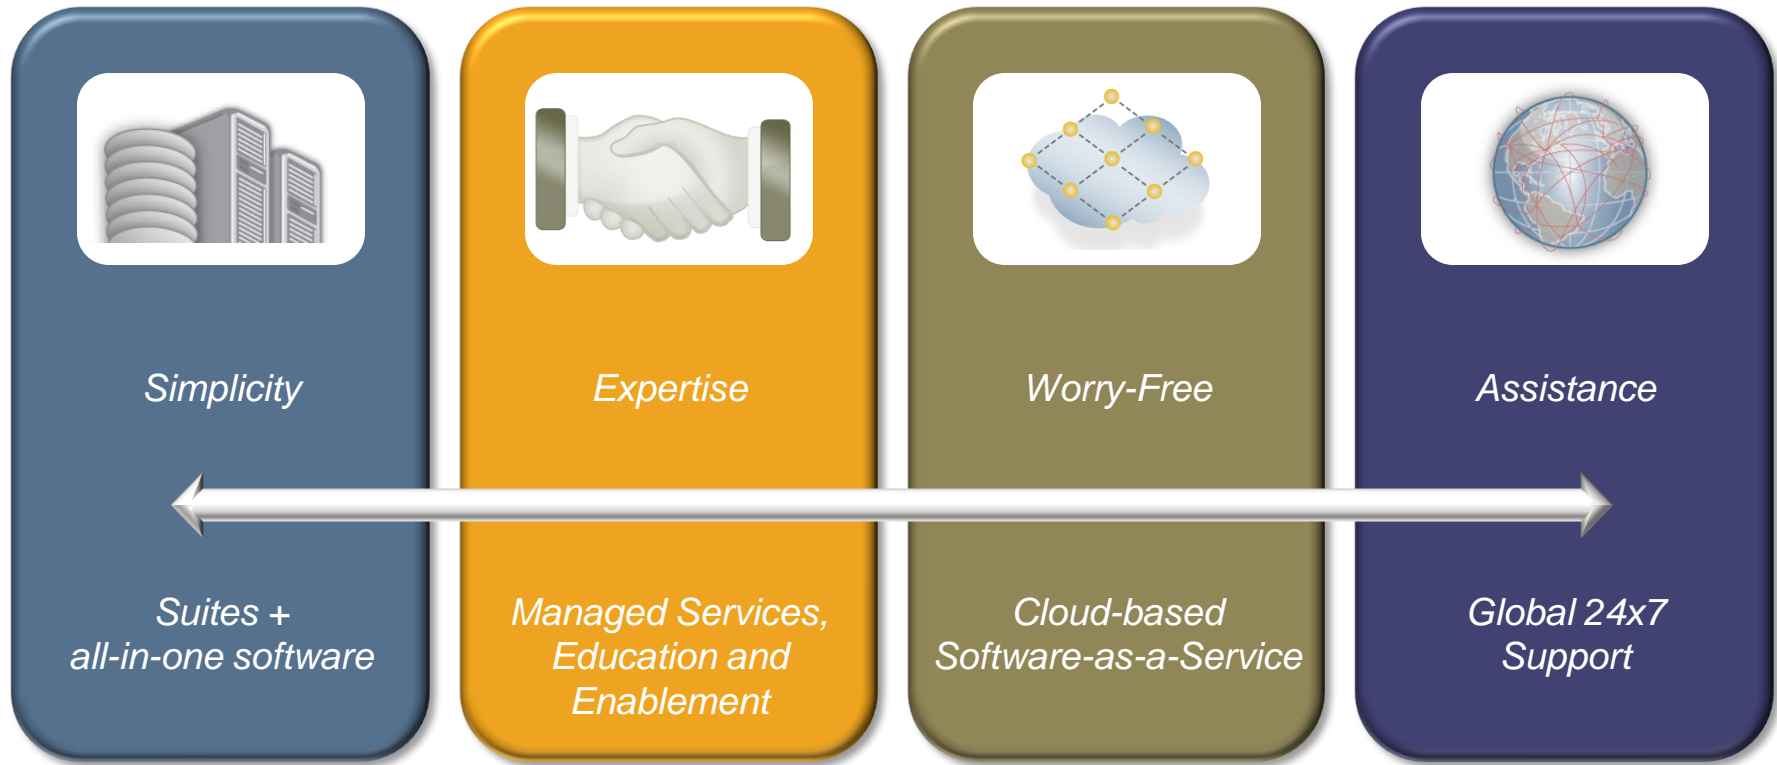 Simplicity
Suites +
all-in-one software
Expertise
Managed Services,
Education and
Enablement
Worry-Free
Cloud-based
Software-as-a-Service
Assistance
Global 24x7
Support